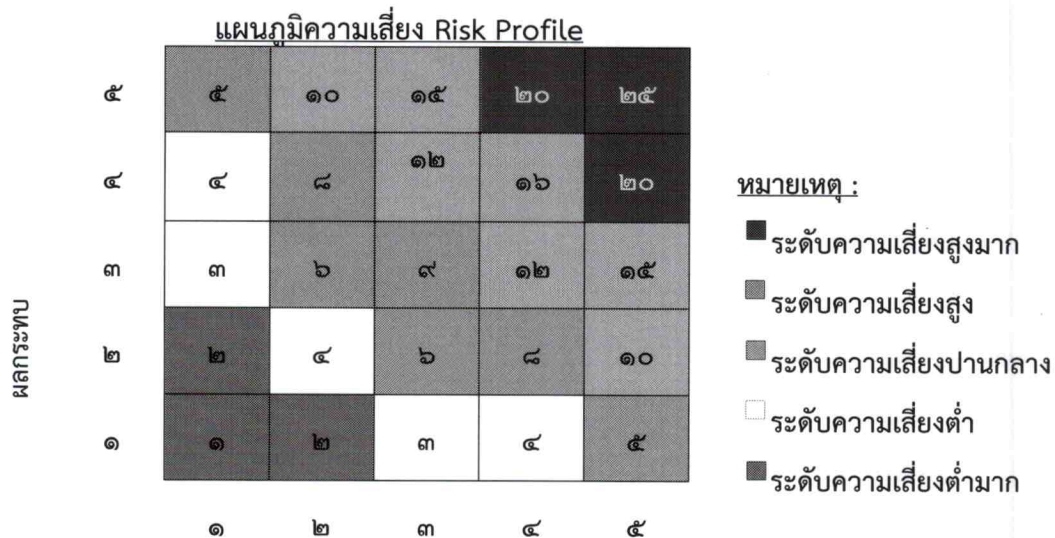 แผนภูมิความเสี่ยง Risk Profile
๕ ๕ ๑๐ ๑๕ ๒๐ ๒๕
๔ ๔ ๘ ๑๒ ๑๖ ๒๐
๓ ๓ ๖ ๙ ๑๒ ๑๕
๒ ๒ ๔ ๖ ๘ ๑๐
๑ ๑ ๒ ๓ ๔ ๕
๑ ๒ ๓ ๔ ๕
ผลกระทบ
หมายเหตุ :
ระดับความเสี่ยงสูงมาก
ระดับความเสี่ยงสูง
ระดับความเสี่ยงปานกลาง
ระดับความเสี่ยงต่ำ
ระดับความเสี่ยงต่ำมาก